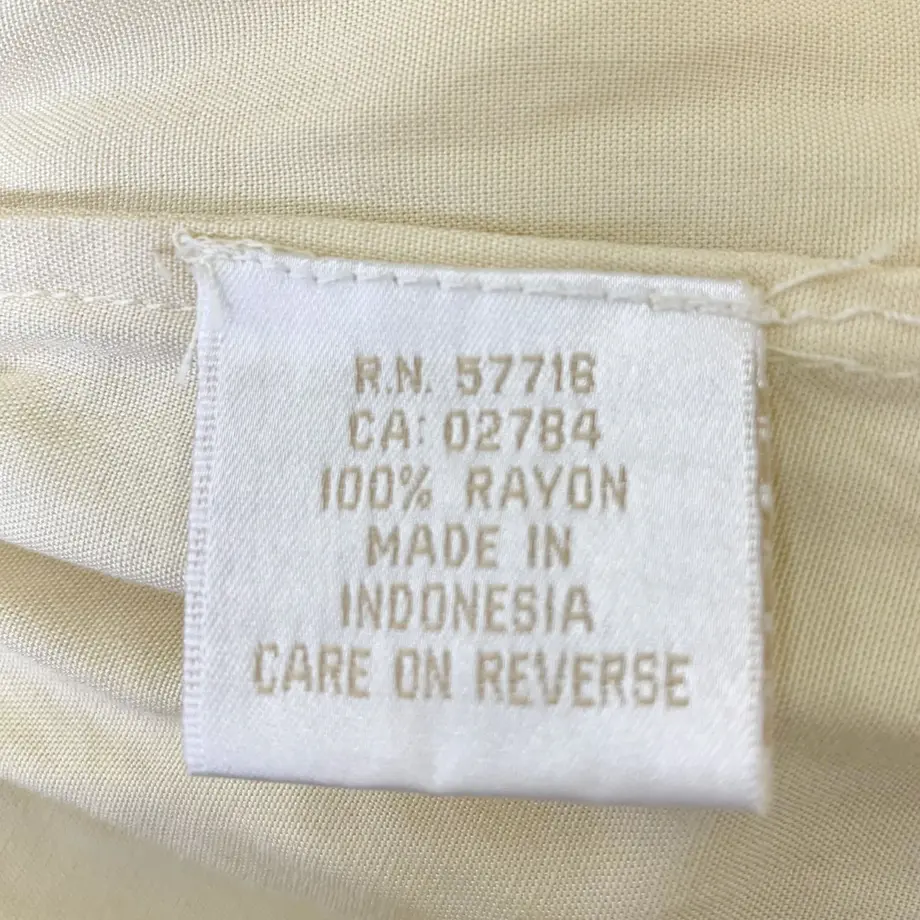 R.N. 57716
CA: 02784
100% RAYON
MADE IN
INDONESIA
CARE ON REVERSE